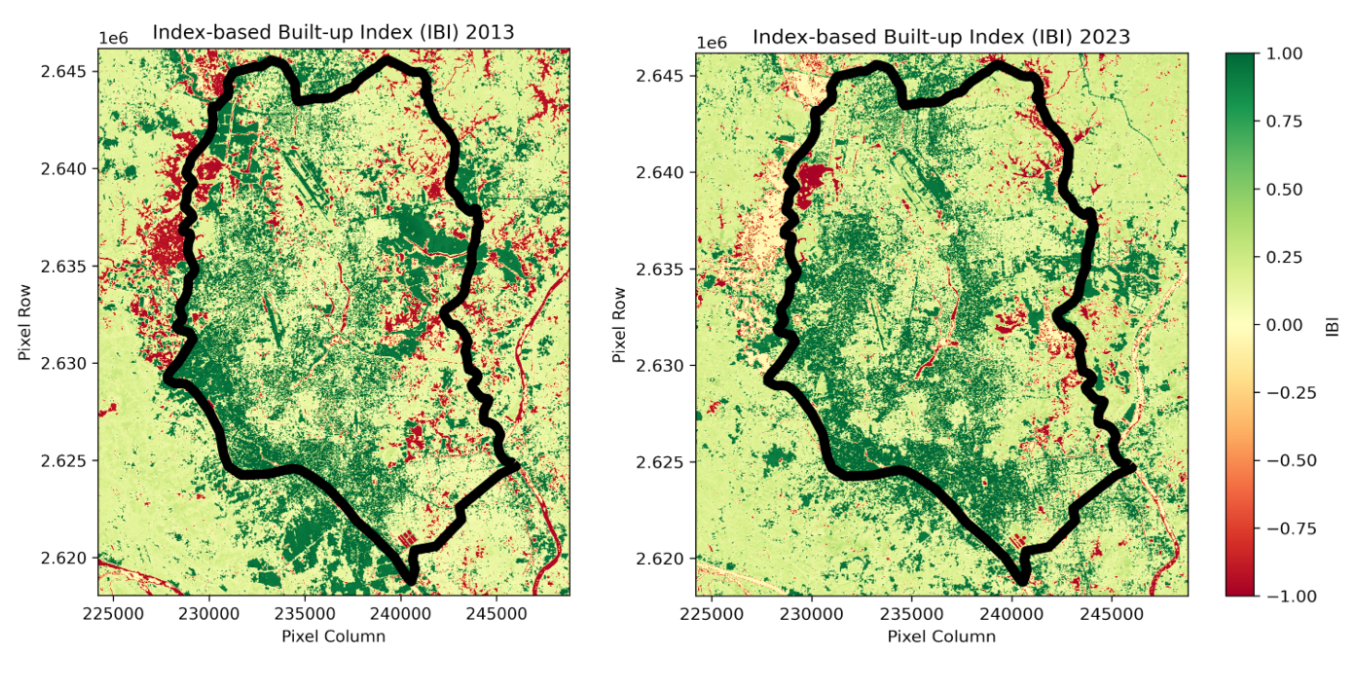 Index-based Built-up Index (IBI) 2013
1e6
2.645
2.640
2.635
2.630
2.625
2.620
Pixel Row
225000 230000 235000 240000 245000
Pixel Column
Index-based Built-up Index (IBI) 2023
1e6
2.645
2.640
2.635
2.630
2.625
2.620
Pixel Row
225000 230000 235000 240000 245000
Pixel Column
1.00
0.75
0.50
0.25
0.00
−0.25
−0.50
−0.75
−1.00
IBI